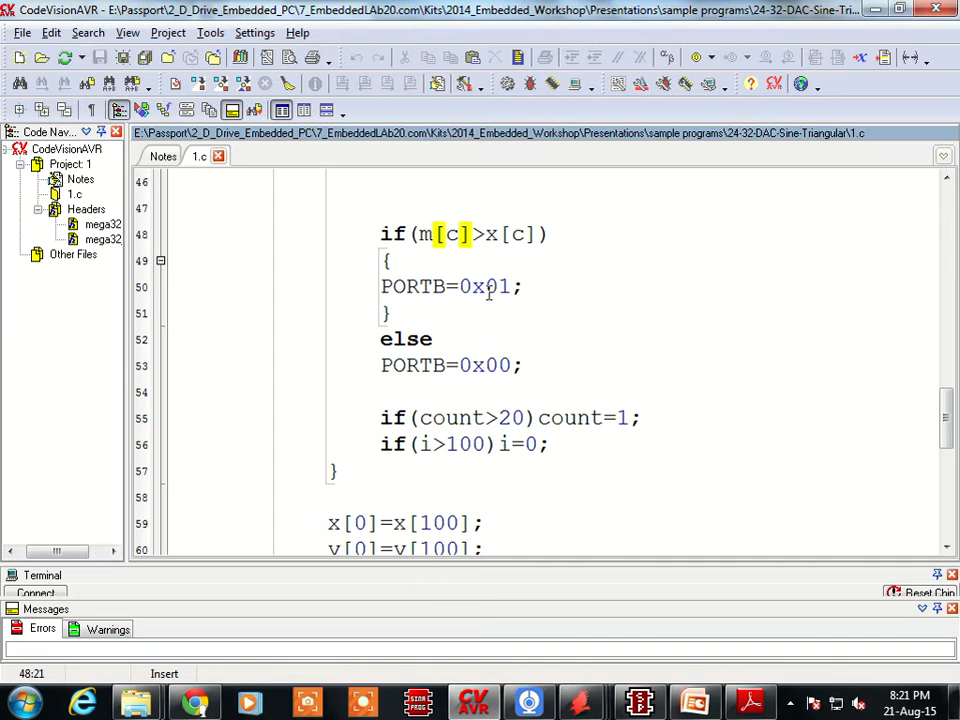 CodeVisionAVR - E:\Passport\2_D_Drive_Embedded_PC\7_EmbeddedLAb20.com\Kits\2014_Embedded_Workshop\Presentations\sample programs\24-32-DAC-Sine-Tri...
File Edit Search View Project Tools Settings Help
Code Nav...
E:\Passport\2_D_Drive_Embedded_PC\7_EmbeddedLAb20.com\Kits\2014_Embedded_Workshop\Presentations\sample programs\24-32-DAC-Sine-Triangular\1.c
CodeVisionAVR
Project: 1
Notes
1.c
Headers
mega32
mega32
Other Files
Notes 1.c
46
47
48 if(m[c]>x[c])
49 {
50 PORTB=0x01;
51 }
52 else
53 PORTB=0x00;
54
55 if(count>20)count=1;
56 if(i>100)i=0;
57 }
58
59 x[0]=x[100];
60 y[0]=y[100];
Terminal
Connect Reset Chip
Messages
Errors Warnings
48:21 Insert
8:21 PM
21-Aug-15